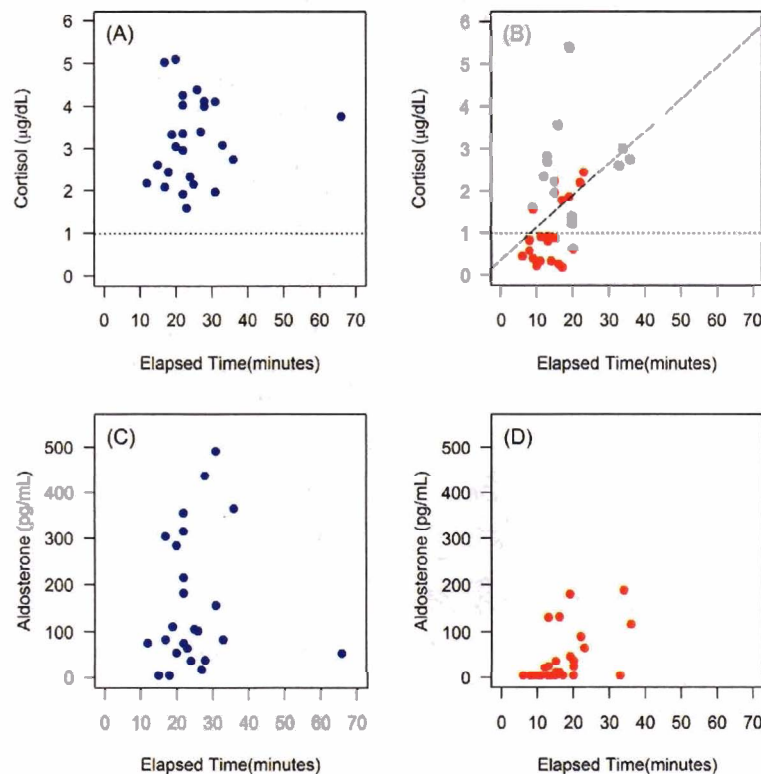 (A)
Cortisol (µg/dL)
6
5
4
3
2
1
0
0 10 20 30 40 50 60 70
Elapsed Time(minutes)
(B)
Cortisol (µg/dL)
6
5
4
3
2
1
0
0 10 20 30 40 50 60 70
Elapsed Time(minutes)
(C)
Aldosterone (pg/mL)
500
400
300
200
100
0
0 10 20 30 40 50 60 70
Elapsed Time(minutes)
(D)
Aldosterone (pg/mL)
500
400
300
200
100
0
0 10 20 30 40 50 60 70
Elapsed Time(minutes)